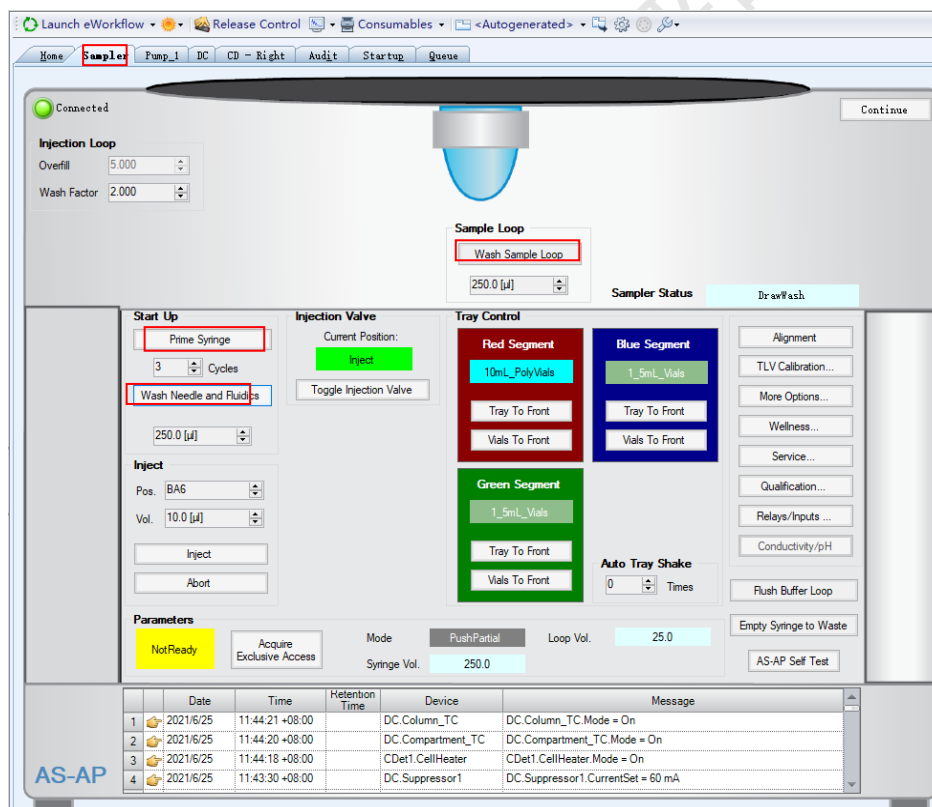 Launch eWorkflow Release Control Consumables <Autogenerated>
Home Sampler Pump_1 DC CD - Right Audit Startup Queue
Connected
Continue
Injection Loop
Overfill 5.000
Wash Factor 2.000
Sample Loop
Wash Sample Loop
250.0 [µl]
Sampler Status DrawWash
Start Up
Prime Syringe
3 Cycles
Wash Needle and Fluidics
250.0 [µl]
Injection Valve
Current Position:
Inject
Toggle Injection Valve
Tray Control
Red Segment
10mL_PolyVials
Tray To Front
Vials To Front
Blue Segment
1_5mL_Vials
Tray To Front
Vials To Front
Green Segment
1_5mL_Vials
Tray To Front
Vials To Front
Auto Tray Shake
0 Times
Alignment
TLV Calibration...
More Options...
Wellness...
Service...
Qualification...
Relays/Inputs ...
Conductivity/pH
Flush Buffer Loop
Empty Syringe to Waste
AS-AP Self Test
Inject
Pos. BA6
Vol. 10.0 [µl]
Inject
Abort
Parameters
NotReady
Acquire
Exclusive Access
Mode PushPartial Loop Vol. 25.0
Syringe Vol. 250.0
AS-AP
Date Time Retention Time Device Message
1 2021/6/25 11:44:21 +08:00 DC.Column_TC DC.Column_TC.Mode = On
2 2021/6/25 11:44:20 +08:00 DC.Compartment_TC DC.Compartment_TC.Mode = On
3 2021/6/25 11:44:18 +08:00 CDet1.CellHeater CDet1.CellHeater.Mode = On
4 2021/6/25 11:43:30 +08:00 DC.Suppressor1 DC.Suppressor1.CurrentSet = 60 mA